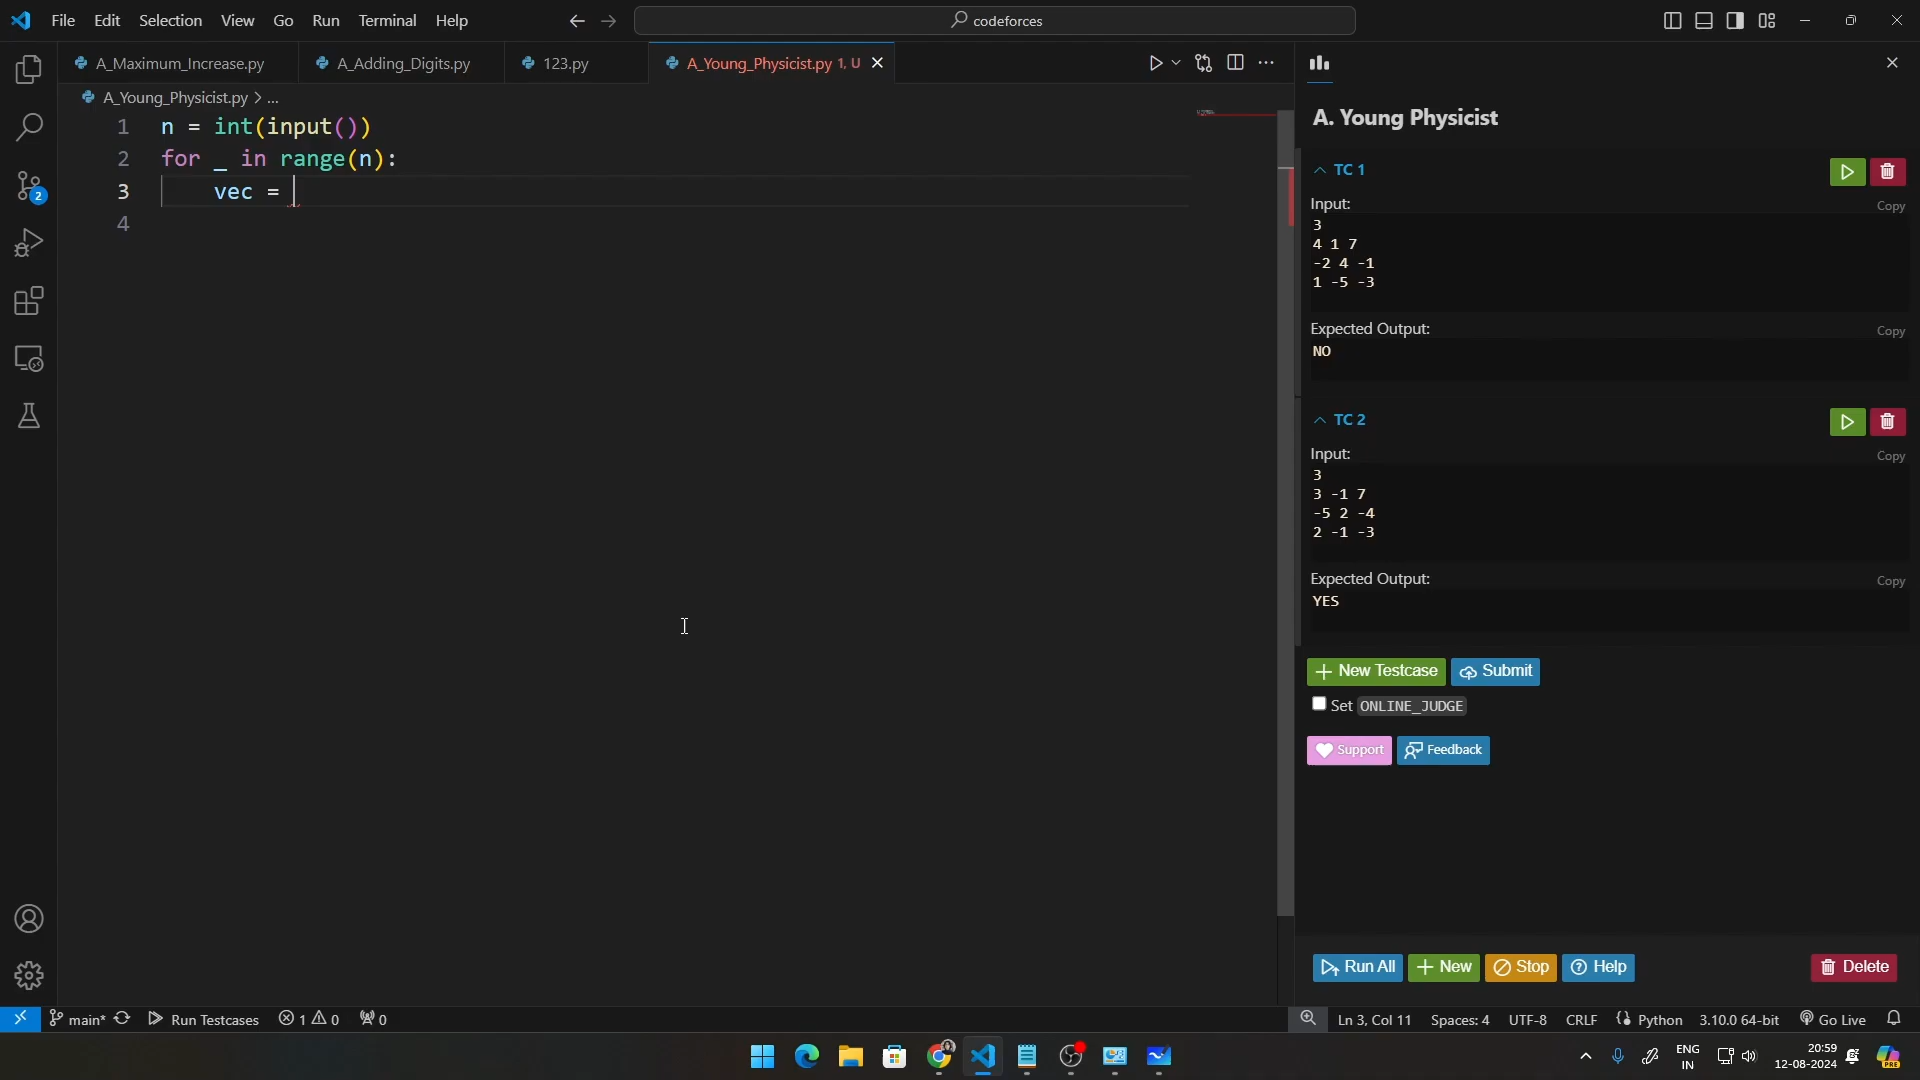 File Edit Selection View Go Run Terminal Help
codeforces
A_Maximum_Increase.py
A_Adding_Digits.py
123.py
A_Young_Physicist.py 1, U
A_Young_Physicist.py > ...
1 n = int(input())
2 for _ in range(n):
3 vec =
4
A. Young Physicist
TC 1
Input:
Copy
3
4 1 7
-2 4 -1
1 -5 -3
Expected Output:
Copy
NO
TC 2
Input:
Copy
3
3 -1 7
-5 2 -4
2 -1 -3
Expected Output:
Copy
YES
New Testcase
Submit
Set ONLINE_JUDGE
Support
Feedback
Run All
New
Stop
Help
Delete
2
main*
Run Testcases
1
0
0
Ln 3, Col 11
Spaces: 4
UTF-8
CRLF
Python
3.10.0 64-bit
Go Live
ENG
IN
20:59
12-08-2024
PRE